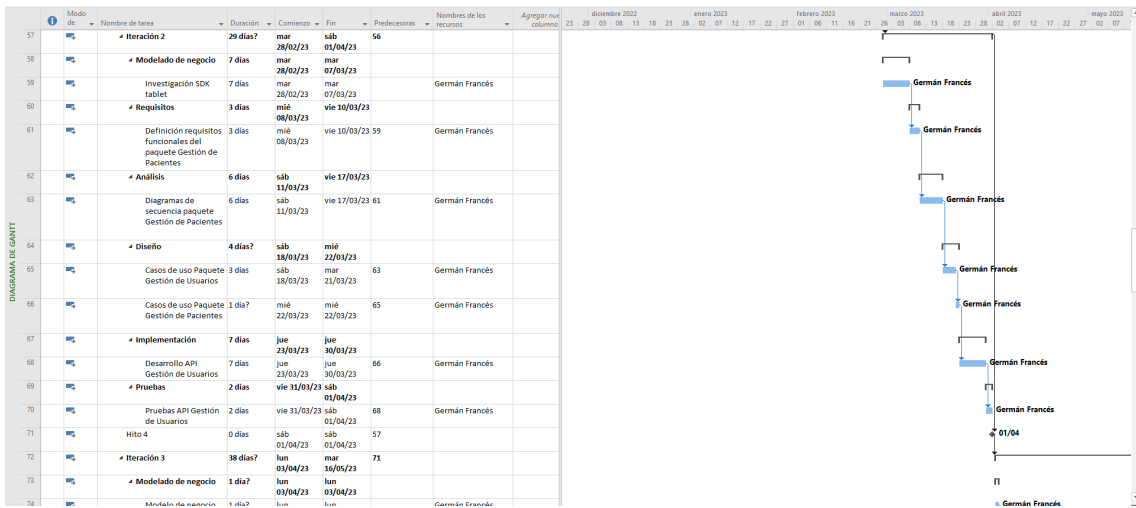 DIAGRAMA DE GANTT
Modo de
Nombre de tarea
Duración
Comienzo
Fin
Predecesoras
Nombres de los recursos
Agregar nue columna
diciembre 2022 enero 2023 febrero 2023 marzo 2023 abril 2023 mayo 2023
23 28 03 08 13 18 23 28 02 07 12 17 22 27 01 06 11 16 21 26 03 08 13 18 23 28 02 07 12 17 22 27 02 07
57 Iteración 2 29 días? mar 28/02/23 sáb 01/04/23 56
58 Modelado de negocio 7 días mar 28/02/23 mar 07/03/23
59 Investigación SDK tablet 7 días mar 28/02/23 mar 07/03/23 Germán Francés
Germán Francés
60 Requisitos 3 días mié 08/03/23 vie 10/03/23
61 Definición requisitos funcionales del paquete Gestión de Pacientes 3 días mié 08/03/23 vie 10/03/23 59 Germán Francés
Germán Francés
62 Análisis 6 días sáb 11/03/23 vie 17/03/23
63 Diagramas de secuencia paquete Gestión de Pacientes 6 días sáb 11/03/23 vie 17/03/23 61 Germán Francés
Germán Francés
64 Diseño 4 días? sáb 18/03/23 mié 22/03/23
65 Casos de uso Paquete Gestión de Usuarios 3 días sáb 18/03/23 mar 21/03/23 63 Germán Francés
Germán Francés
66 Casos de uso Paquete Gestión de Pacientes 1 día? mié 22/03/23 mié 22/03/23 65 Germán Francés
Germán Francés
67 Implementación 7 días jue 23/03/23 jue 30/03/23
68 Desarrollo API Gestión de Usuarios 7 días jue 23/03/23 jue 30/03/23 66 Germán Francés
Germán Francés
69 Pruebas 2 días vie 31/03/23 sáb 01/04/23
70 Pruebas API Gestión de Usuarios 2 días vie 31/03/23 sáb 01/04/23 68 Germán Francés
Germán Francés
71 Hito 4 0 días sáb 01/04/23 sáb 01/04/23 57
01/04
72 Iteración 3 38 días? lun 03/04/23 mar 16/05/23 71
73 Modelado de negocio 1 día? lun 03/04/23 lun 03/04/23
74 Modelo de negocio 1 día? lun lun Germán Francés
Germán Francés